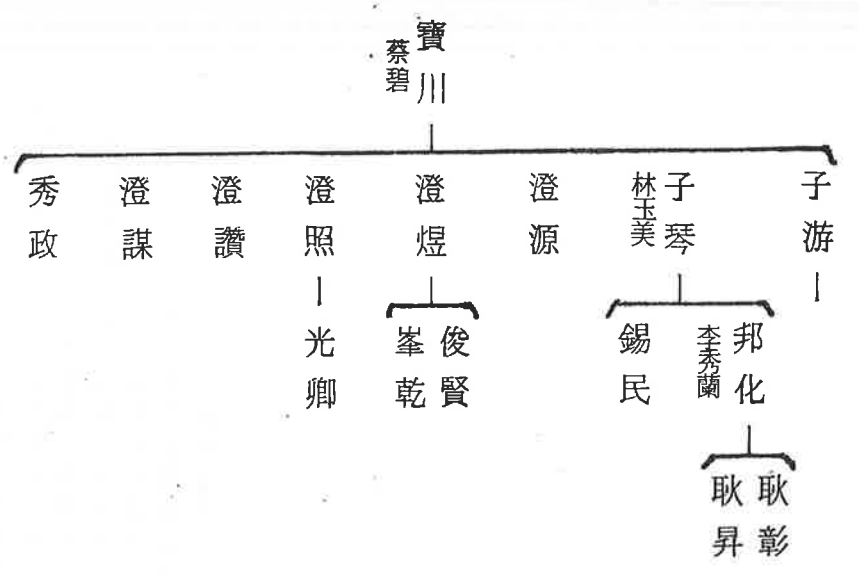 寶川
蔡碧
子游
子琴
林玉美
澄源
澄煜
澄照
澄讚
澄謀
秀政
邦化
李秀蘭
錫民
俊賢
峯乾
光卿
耿彰
耿昇